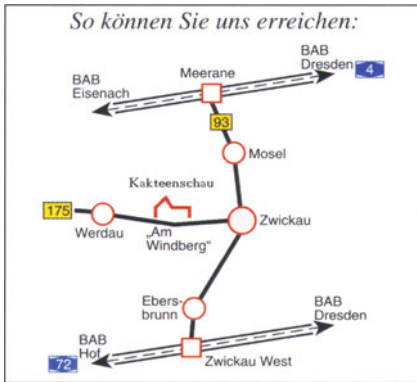 So können Sie uns erreichen:
BAB
Dresden
4
Meerane
BAB
Eisenach
93
Mosel
Kakteenschau
175
Zwickau
Werdau
„Am
Windberg"
Ebers-
brunn
BAB
Dresden
BAB
Hof
72
Zwickau West